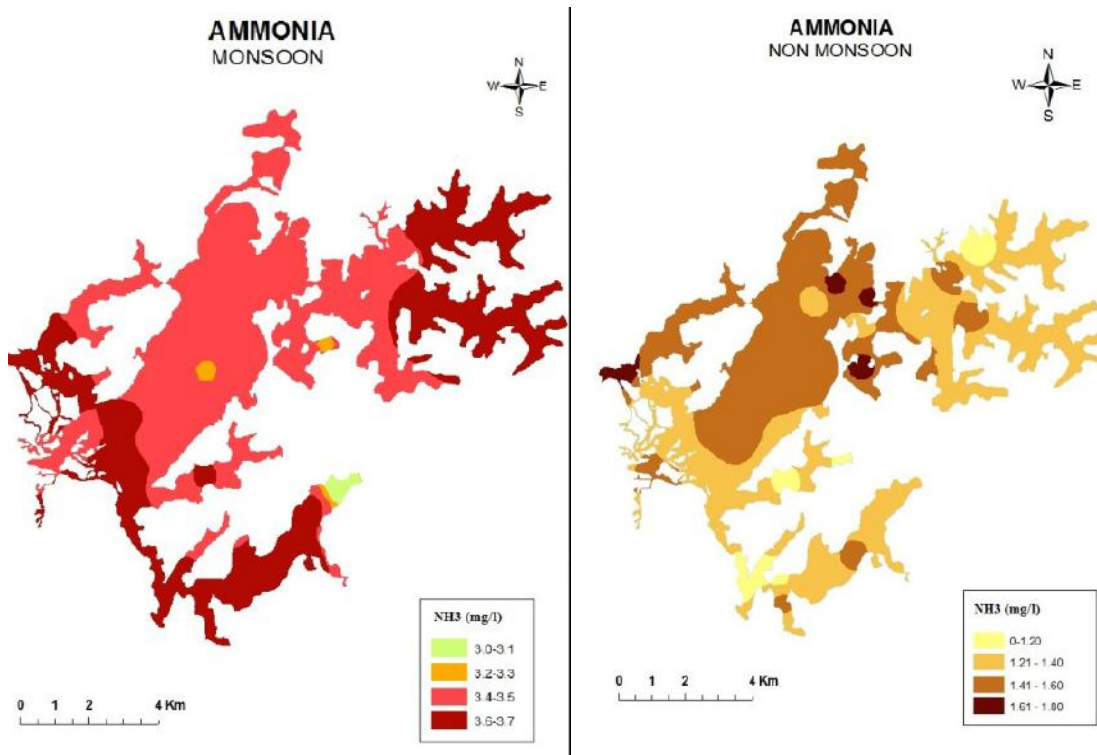 AMMONIA
MONSOON
N
W E
S
NH3 (mg/l)
3.0-3.1
3.2-3.3
3.4-3.5
3.6-3.7
0 1 2 4 Km
AMMONIA
NON MONSOON
N
W E
S
NH3 (mg/l)
0-1.20
1.21 - 1.40
1.41 - 1.60
1.61 - 1.80
0 1 2 4 Km